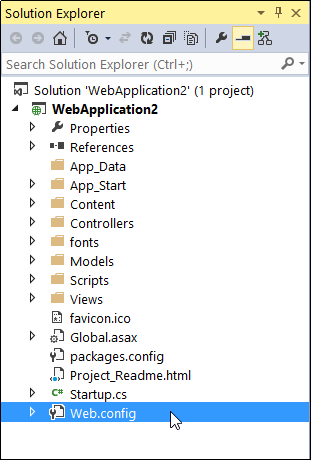 Solution Explorer
Search Solution Explorer (Ctrl+;)
Solution 'WebApplication2' (1 project)
WebApplication2
Properties
References
App_Data
App_Start
Content
Controllers
fonts
Models
Scripts
Views
favicon.ico
Global.asax
packages.config
Project_Readme.html
C# Startup.cs
Web.config